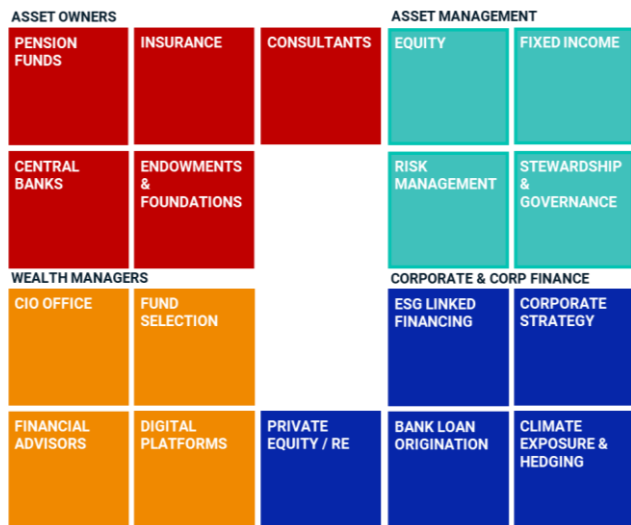 ASSET OWNERS
PENSION
FUNDS
INSURANCE
CONSULTANTS
CENTRAL
BANKS
ENDOWMENTS
&
FOUNDATIONS
ASSET MANAGEMENT
EQUITY
FIXED INCOME
RISK
MANAGEMENT
STEWARDSHIP
&
GOVERNANCE
WEALTH MANAGERS
CIO OFFICE
FUND
SELECTION
FINANCIAL
ADVISORS
DIGITAL
PLATFORMS
CORPORATE & CORP FINANCE
ESG LINKED
FINANCING
CORPORATE
STRATEGY
PRIVATE
EQUITY / RE
BANK LOAN
ORIGINATION
CLIMATE
EXPOSURE &
HEDGING